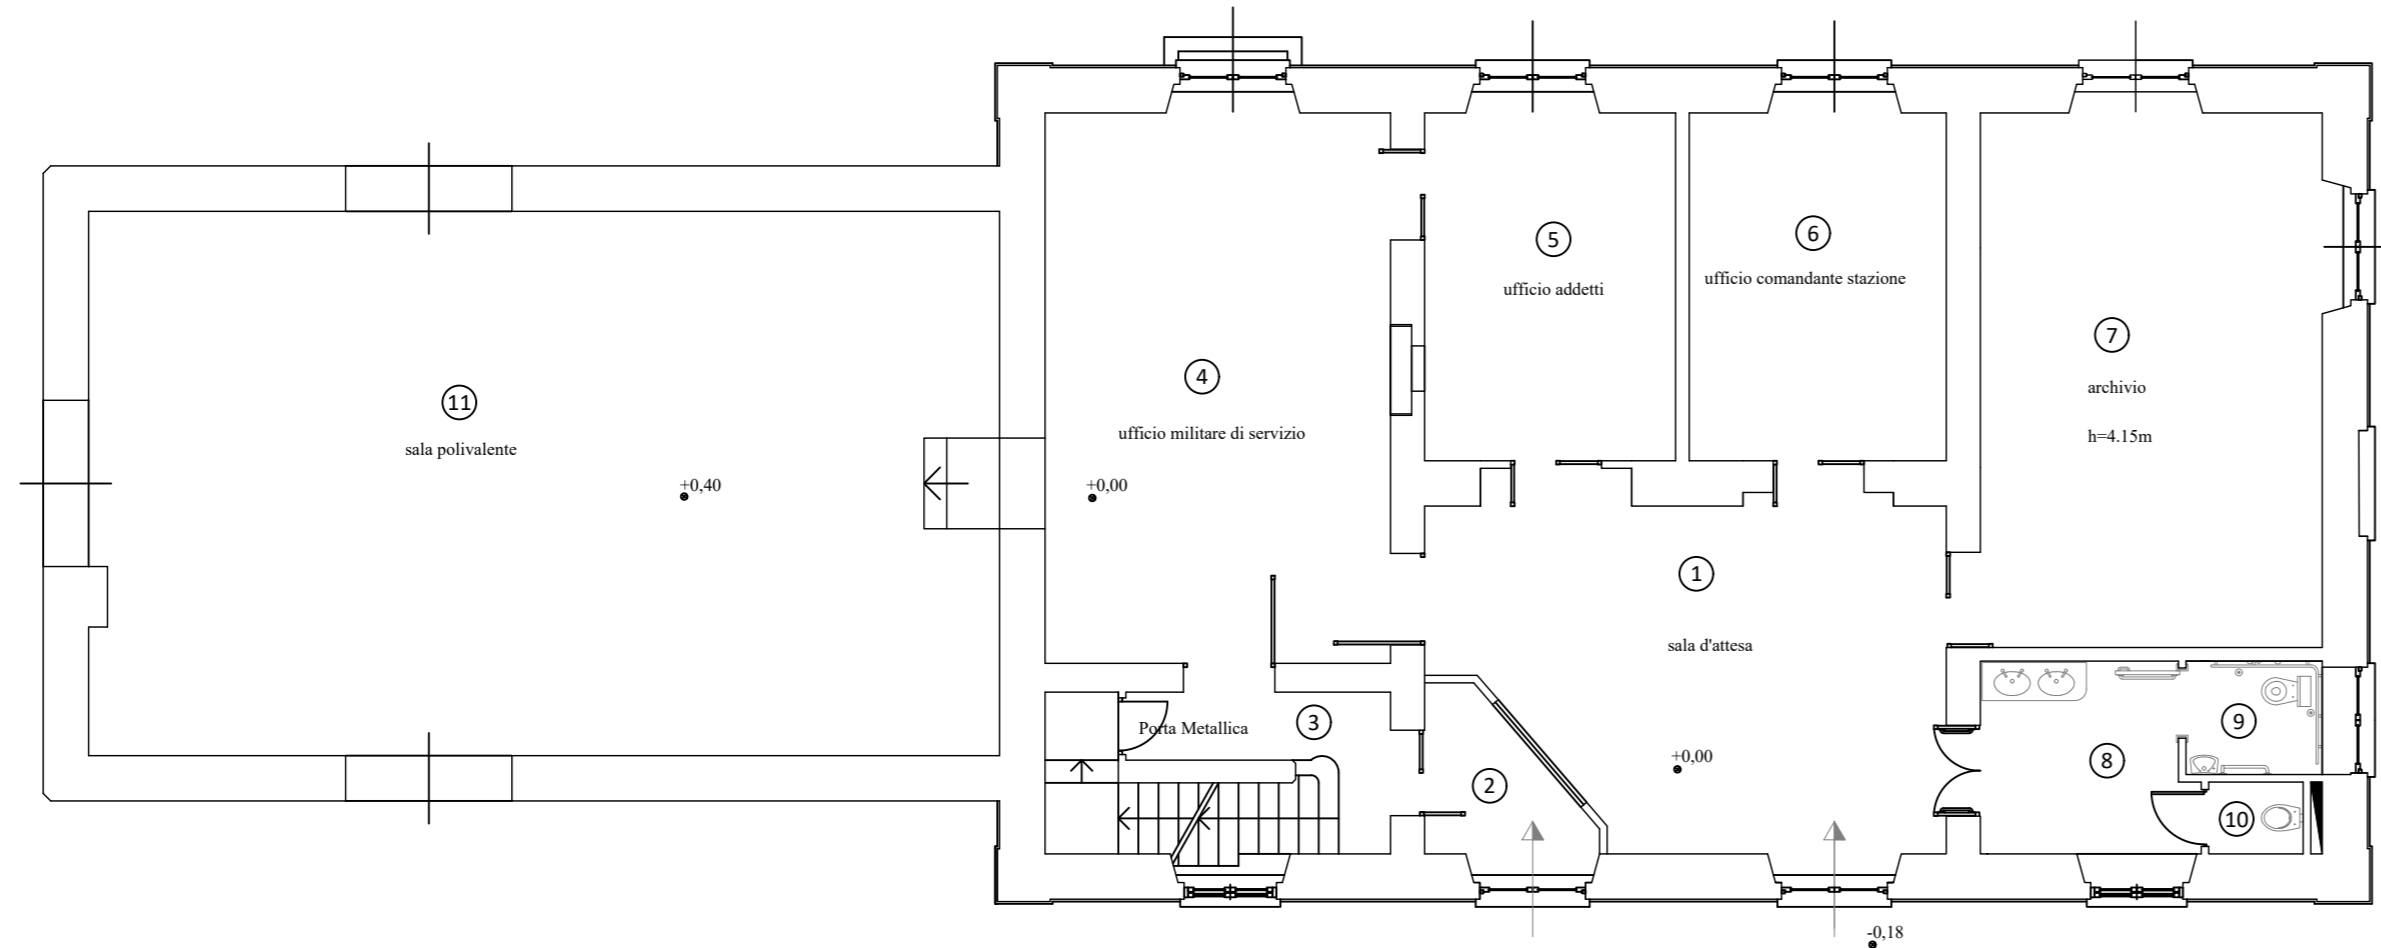 5
ufficio addetti
6
ufficio comandante stazione
7
archivio
h=4.15m
4
ufficio militare di servizio
11
sala polivalente
+0,40
+0,00
1
sala d'attesa
Porta Metallica
3
2
+0,00
8
9
10
-0,18